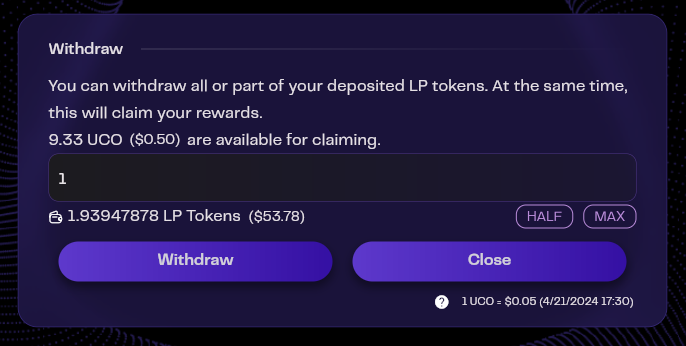 Withdraw
You can withdraw all or part of your deposited LP tokens. At the same time,
this will claim your rewards.
9.33 UCO ($0.50) are available for claiming.
1
1.93947878 LP Tokens ($53.78) HALF MAX
Withdraw Close
? 1 UCO = $0.05 (4/21/2024 17:30)